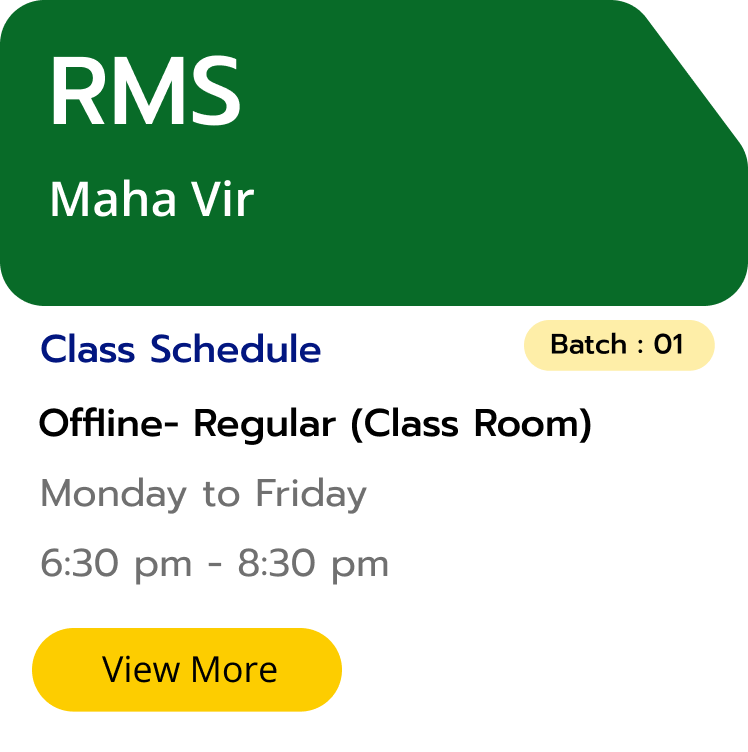 RMS
Maha Vir
Class Schedule
Batch : 01
Offline- Regular (Class Room)
Monday to Friday
6:30 pm - 8:30 pm
View More